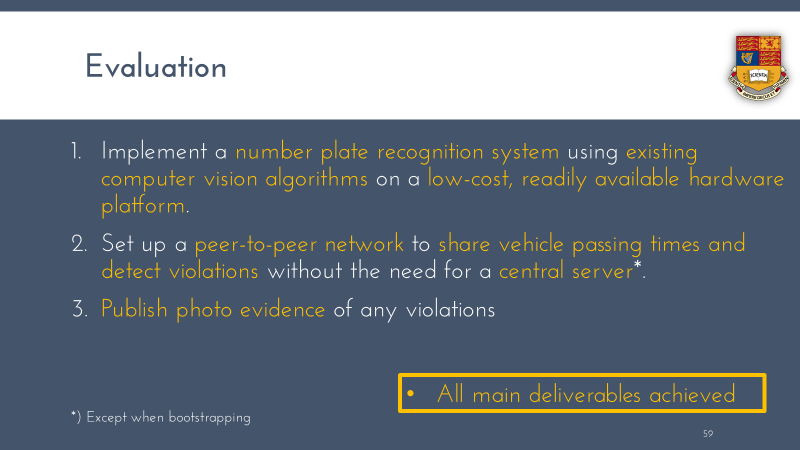 Evaluation
1. Implement a number plate recognition system using existing
computer vision algorithms on a low-cost, readily available hardware
platform.
2. Set up a peer-to-peer network to share vehicle passing times and
detect violations without the need for a central server*.
3. Publish photo evidence of any violations
• All main deliverables achieved
*) Except when bootstrapping
59